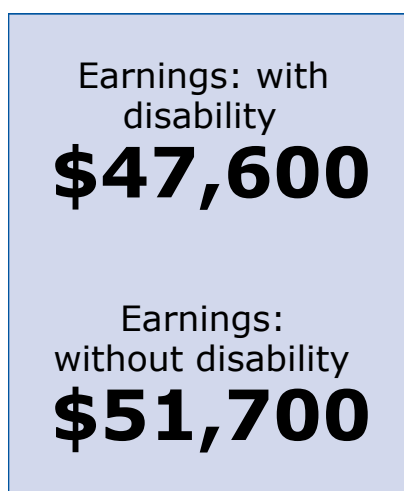 Earnings: with
disability
$47,600
Earnings:
without disability
$51,700